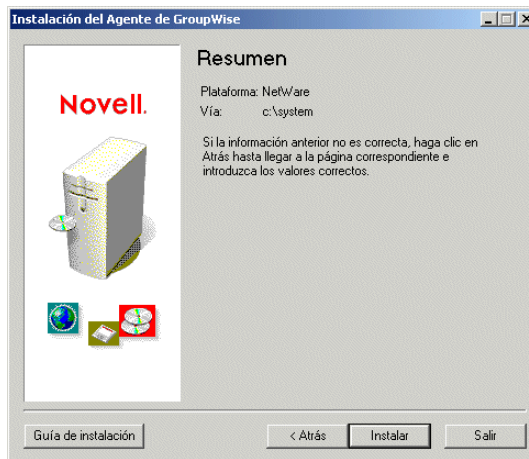 Instalación del Agente de GroupWise
Novell.
Resumen
Plataforma: NetWare
Vía: c:\system
Si la información anterior no es correcta, haga clic en
Atrás hasta llegar a la página correspondiente e
introduzca los valores correctos.
Guía de instalación
< Atrás
Instalar
Salir